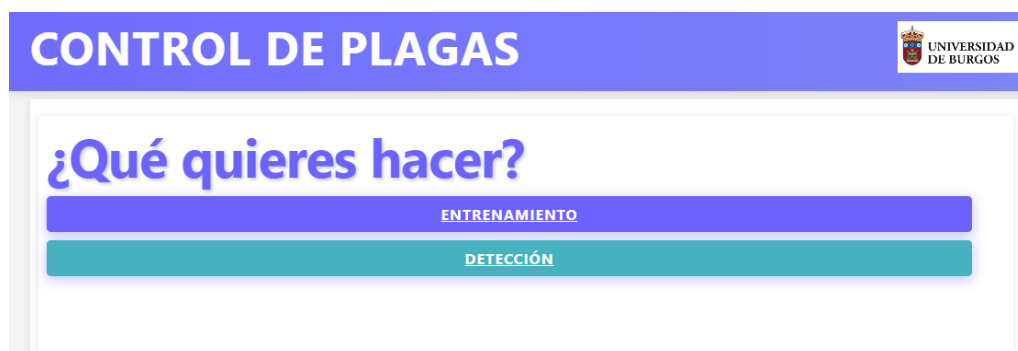 CONTROL DE PLAGAS
UNIVERSIDAD
DE BURGOS
¿Qué quieres hacer?
ENTRENAMIENTO
DETECCIÓN